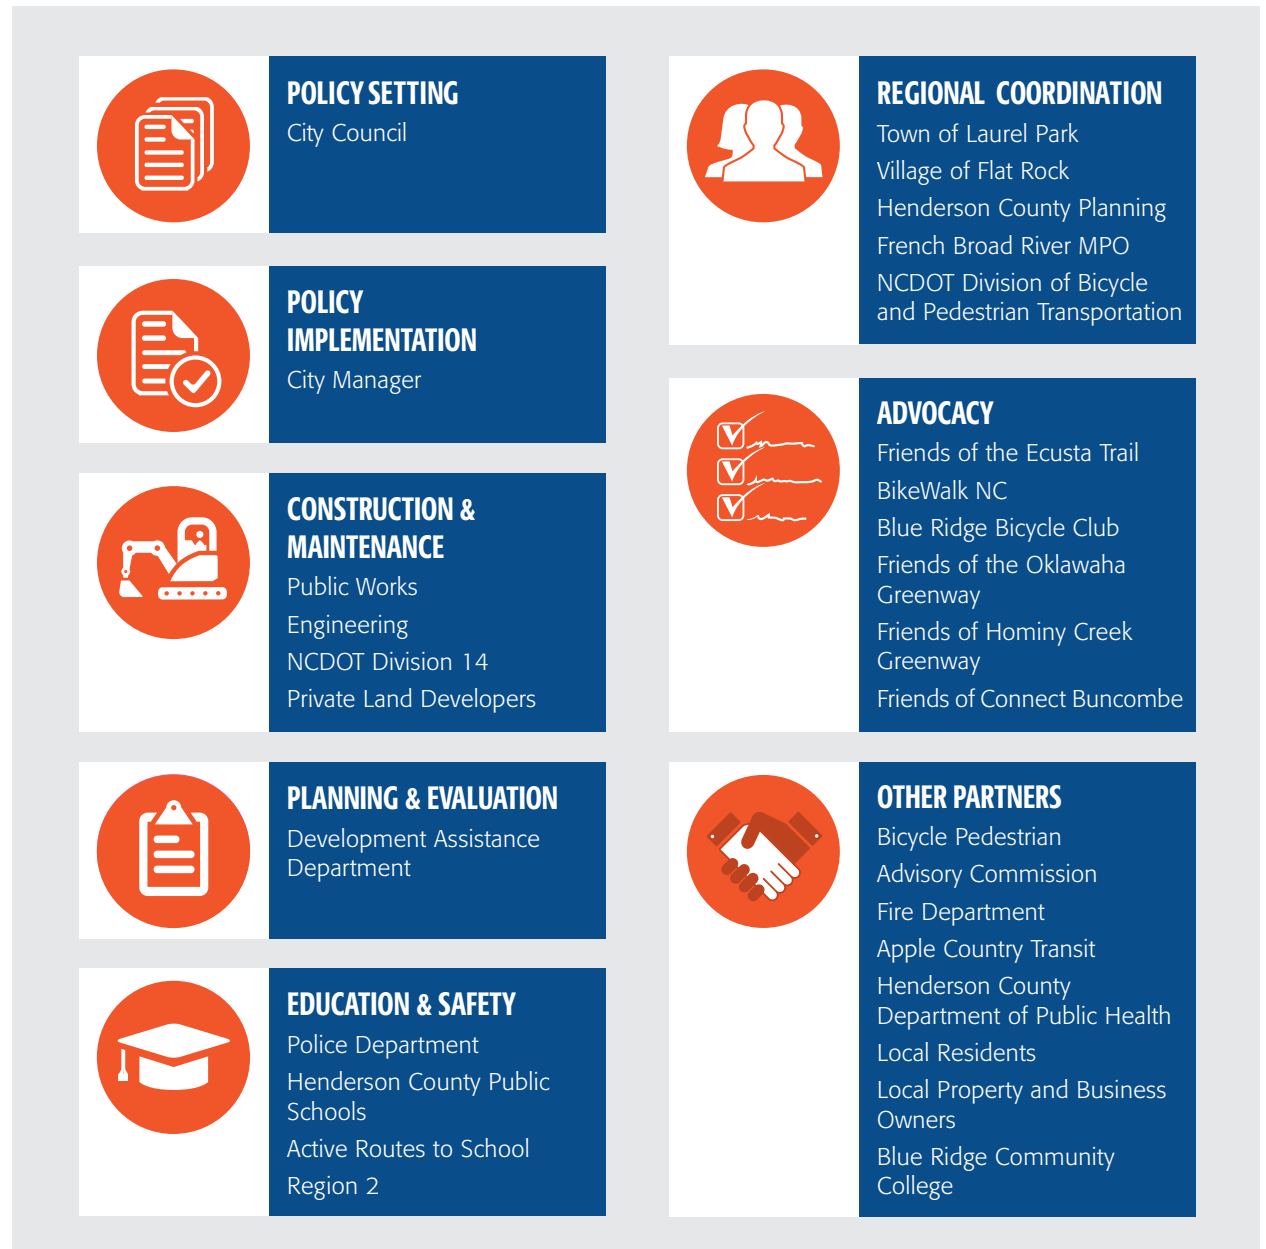 POLICY SETTING
City Council
POLICY
IMPLEMENTATION
City Manager
CONSTRUCTION &
MAINTENANCE
Public Works
Engineering
NCDOT Division 14
Private Land Developers
PLANNING & EVALUATION
Development Assistance
Department
EDUCATION & SAFETY
Police Department
Henderson County Public
Schools
Active Routes to School
Region 2
REGIONAL COORDINATION
Town of Laurel Park
Village of Flat Rock
Henderson County Planning
French Broad River MPO
NCDOT Division of Bicycle
and Pedestrian Transportation
ADVOCACY
Friends of the Ecusta Trail
BikeWalk NC
Blue Ridge Bicycle Club
Friends of the Oklawaha
Greenway
Friends of Hominy Creek
Greenway
Friends of Connect Buncombe
OTHER PARTNERS
Bicycle Pedestrian
Advisory Commission
Fire Department
Apple Country Transit
Henderson County
Department of Public Health
Local Residents
Local Property and Business
Owners
Blue Ridge Community
College